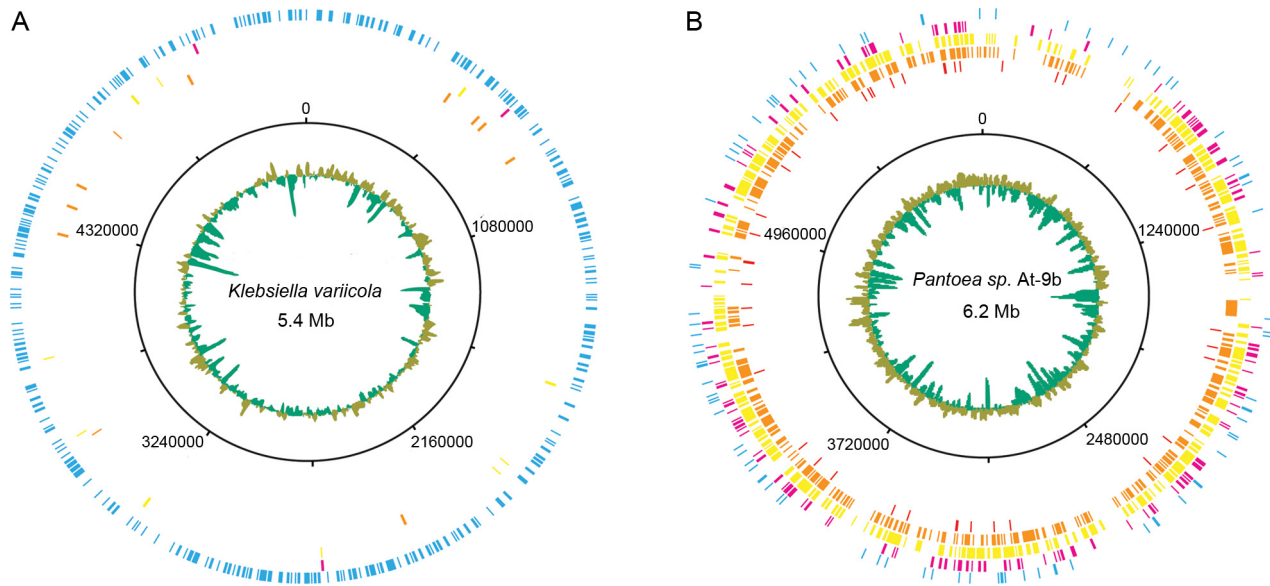 A
0
1080000
2160000
3240000
4320000
Klebsiella variicola
5.4 Mb
B
0
1240000
2480000
3720000
4960000
Pantoea sp. At-9b
6.2 Mb